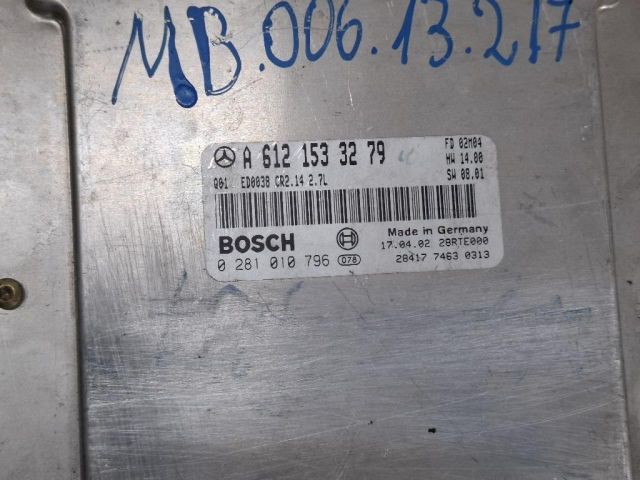 MB.006.13.217
A 612 153 32 79
FD 02M04
HW 14.00
Q01 ED0038 CR2.14 2.7L
SW 08.01
BOSCH
Made in Germany
17.04.02 28RTE000
0 281 010 796 078
28417 7463 0313